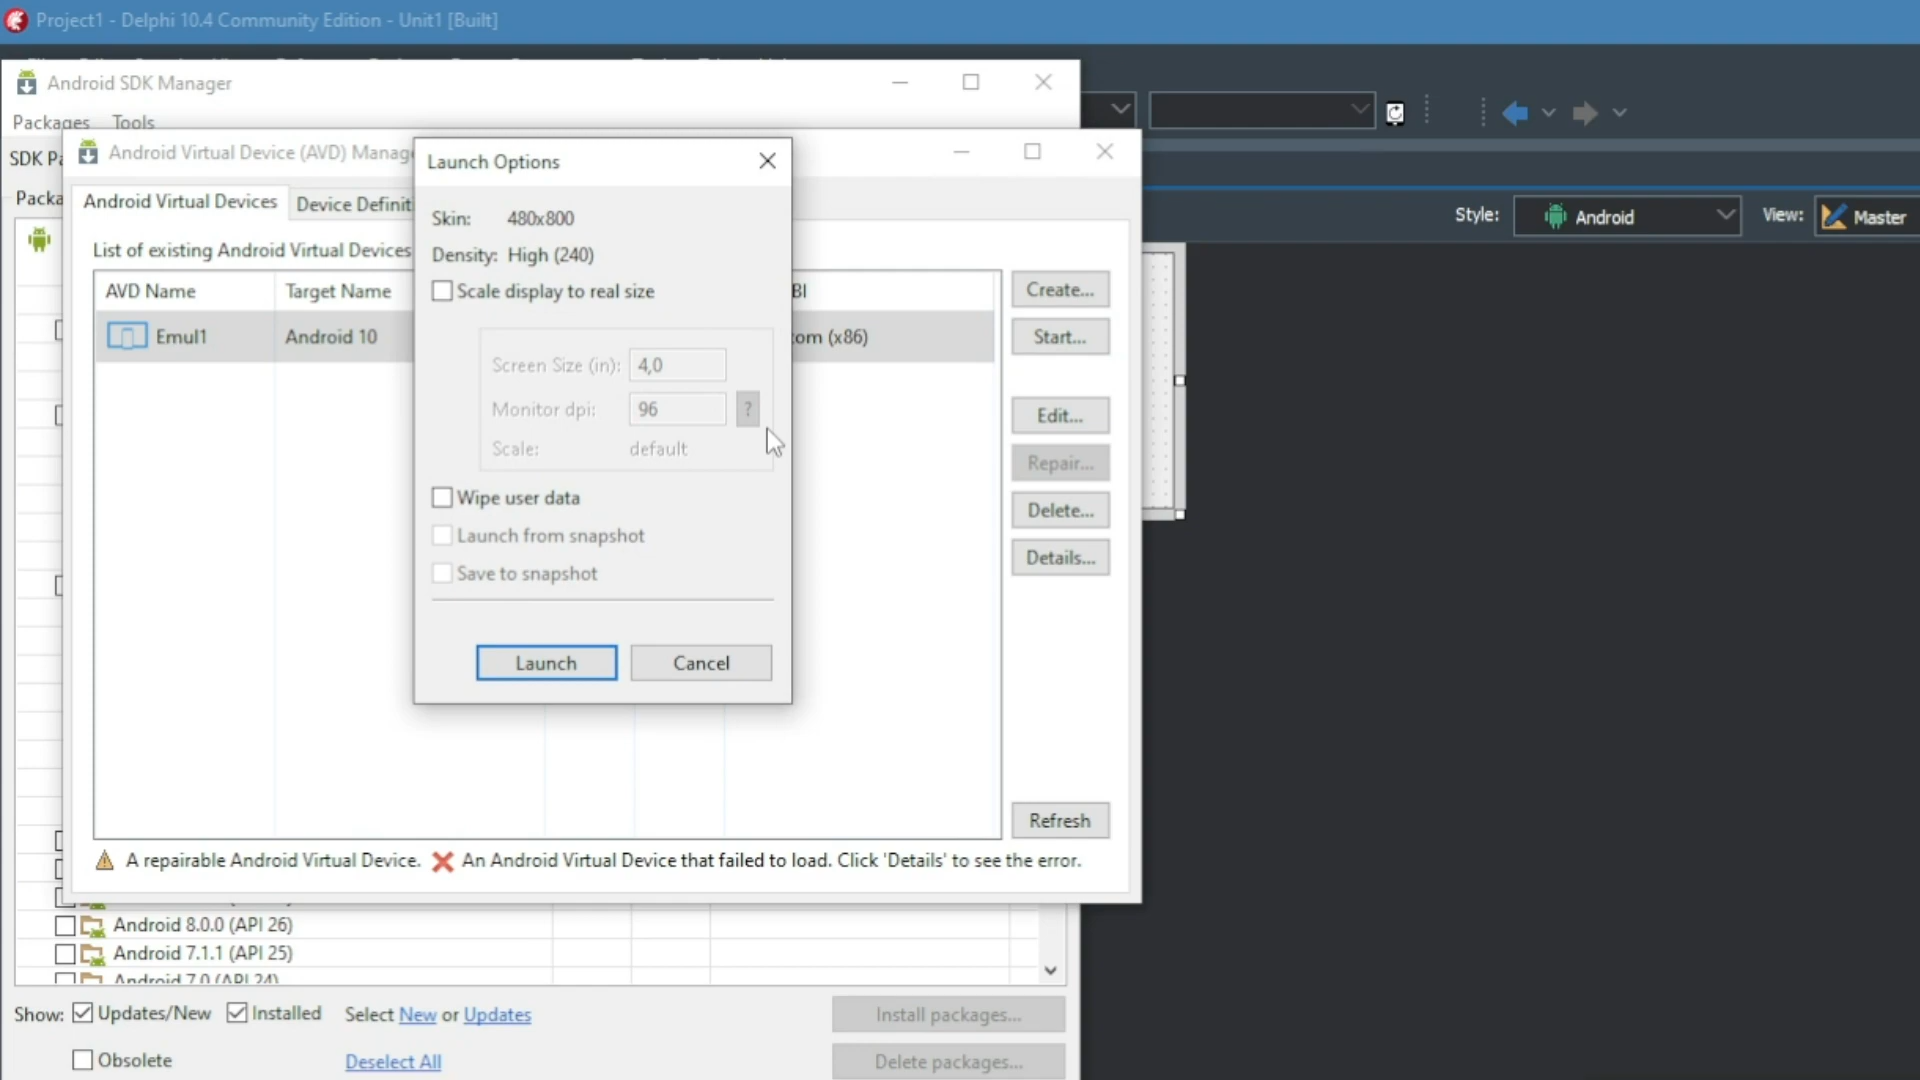 Project1 - Delphi 10.4 Community Edition - Unit1 [Built]
Android SDK Manager
Packages Tools
Android Virtual Device (AVD) Manag
Launch Options
SDK
Android Virtual Devices
Device Definit
Style: Android
View: Master
Skin: 480x800
List of existing Android Virtual Devices
Density: High (240)
AVD Name
Target Name
Scale display to real size
BI
Create...
Emul1
Android 10
om (x86)
Start...
Screen Size (in): 4,0
Monitor dpi: 96 ?
Edit...
Scale: default
Repair...
Wipe user data
Delete...
Launch from snapshot
Details...
Save to snapshot
Launch
Cancel
Refresh
A repairable Android Virtual Device.
An Android Virtual Device that failed to load. Click 'Details' to see the error.
Android 8.0.0 (API 26)
Android 7.1.1 (API 25)
Android 7.0 (API 24)
Show: Updates/New Installed Select New or Updates
Install packages...
Obsolete
Deselect All
Delete packages...